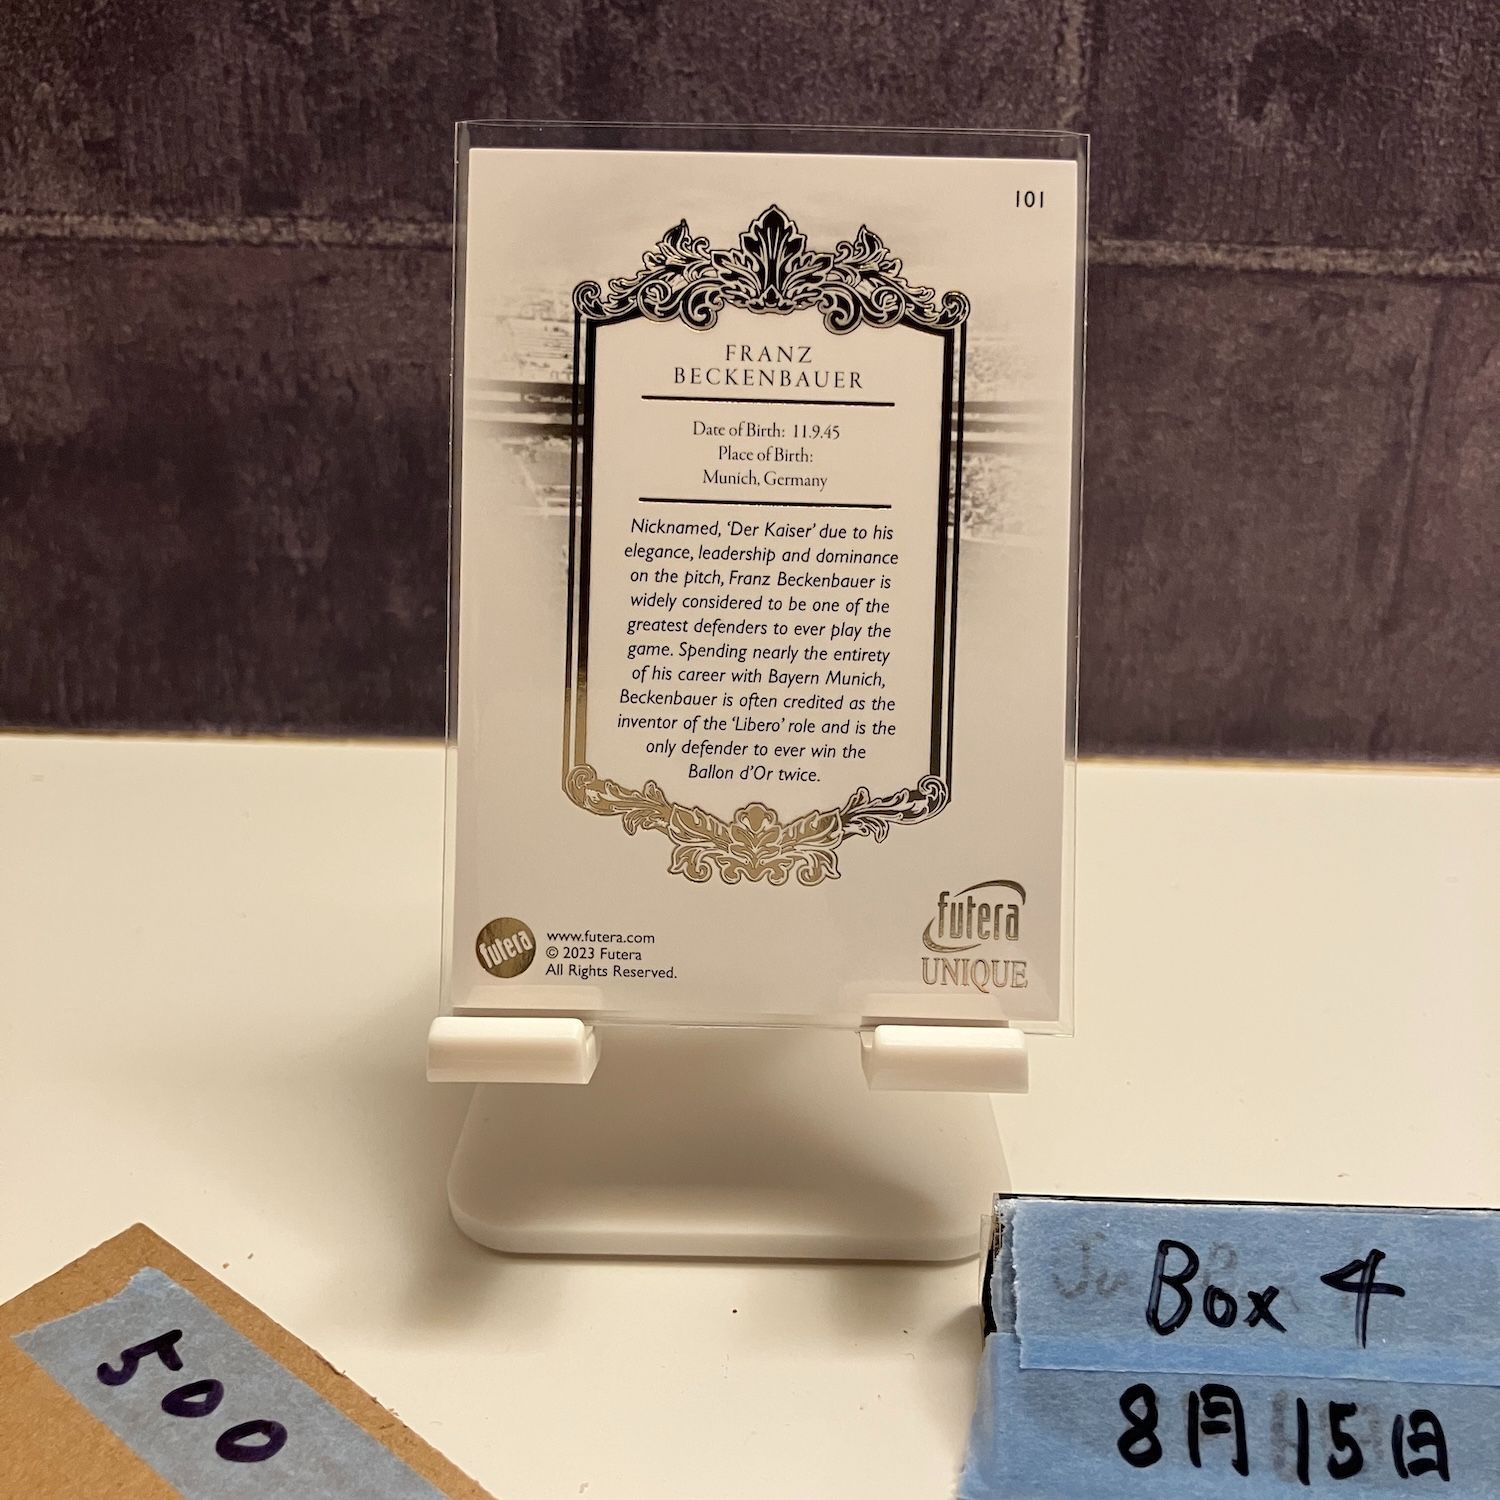 101
FRANZ
BECKENBAUER
Date of Birth: 11.9.45
Place of Birth:
Munich, Germany
Nicknamed, ‘Der Kaiser’ due to his
elegance, leadership and dominance
on the pitch, Franz Beckenbauer is
widely considered to be one of the
greatest defenders to ever play the
game. Spending nearly the entirety
of his career with Bayern Munich,
Beckenbauer is often credited as the
inventor of the ‘Libero’ role and is the
only defender to ever win the
Ballon d’Or twice.
futera
www.futera.com
© 2023 Futera
All Rights Reserved.
futera
UNIQUE
500
Box 4
8月15日